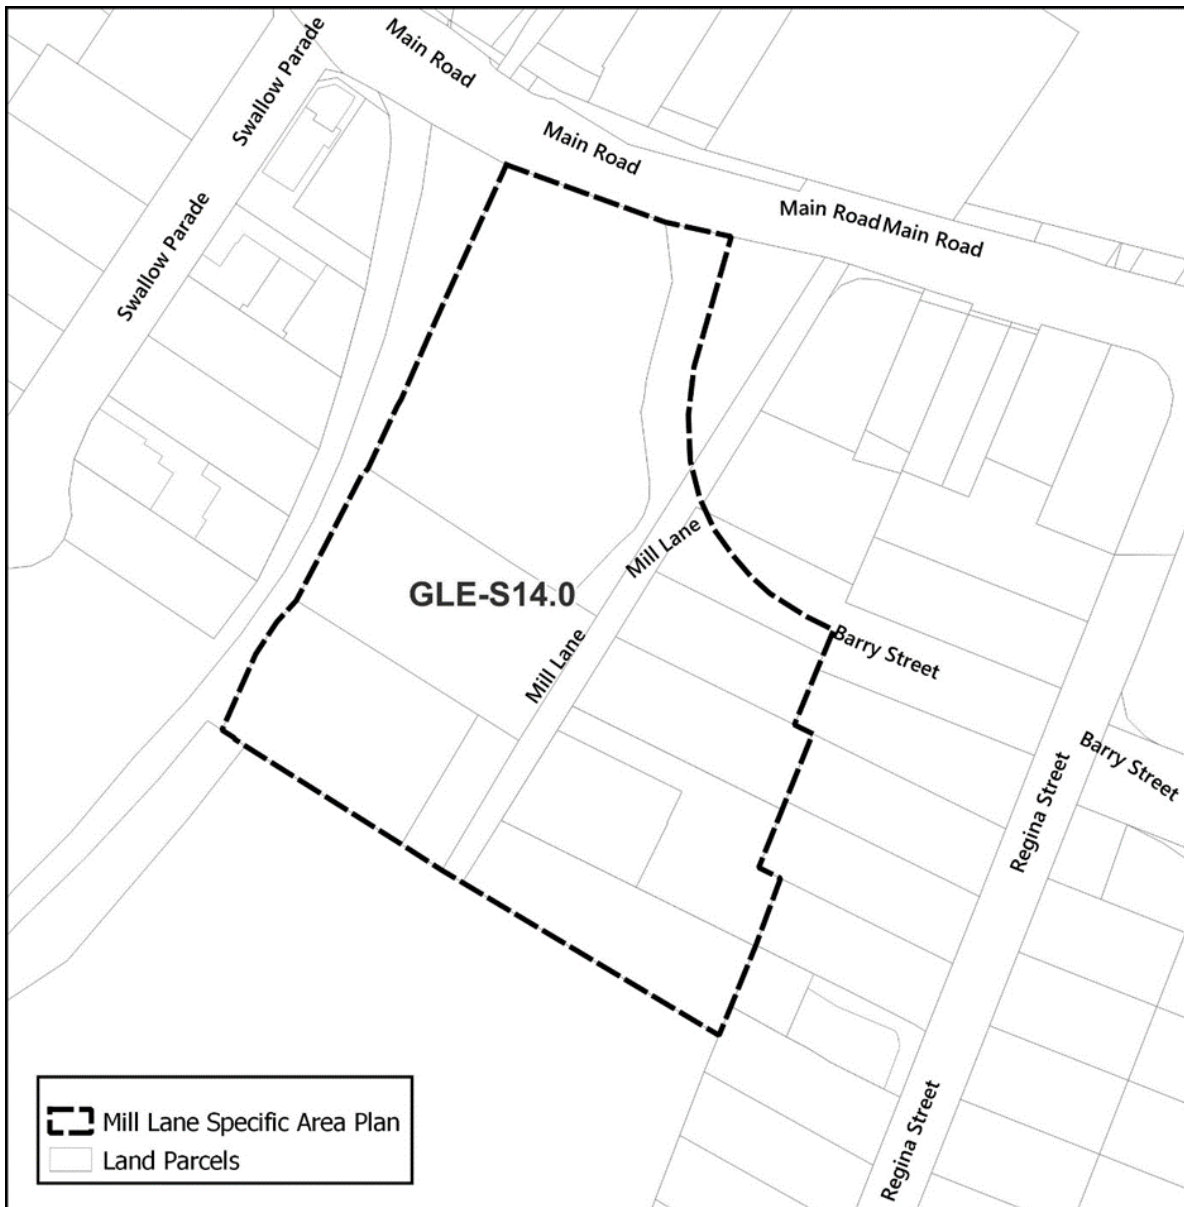 Main Road
Swallow Parade
Main Road
Swallow Parade
Main Road Main Road
Mill Lane
GLE-S14.0
Mill Lane
Barry Street
Barry Street
Regina Street
Regina Street
Mill Lane Specific Area Plan
Land Parcels